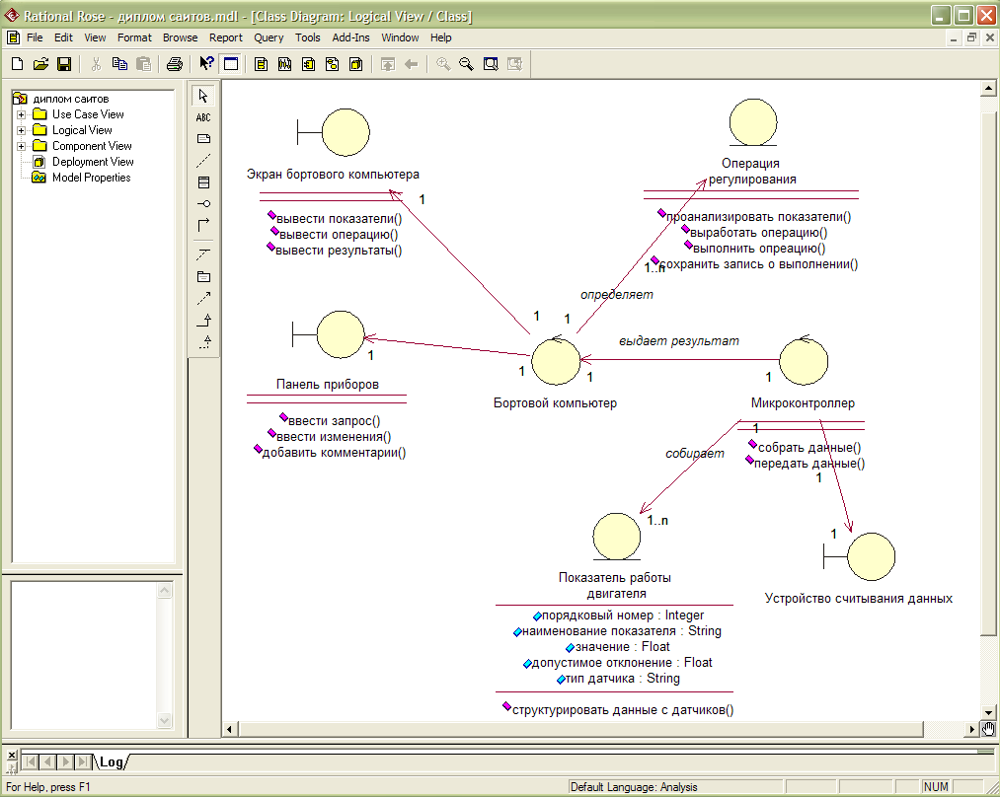 Rational Rose - диплом саитов.mdl - [Class Diagram: Logical View / Class]
File Edit View Format Browse Report Query Tools Add-Ins Window Help
диплом саитов
Use Case View
Logical View
Component View
Deployment View
Model Properties
ABC
Экран бортового компьютера
1
вывести показатели()
вывести операцию()
вывести результаты()
Операция
регулирования
проанализировать показатели()
выработать операцию()
выполнить опреацию()
сохранить запись о выполнении()
1..n
определяет
1
1
Панель приборов
1
ввести запрос()
ввести изменения()
добавить комментарии()
1
1
Бортовой компьютер
выдает результат
1
Микроконтроллер
1
собрать данные()
передать данные()
собирает
1
1..n
1
Показатель работы
двигателя
порядковый номер : Integer
наименование показателя : String
значение : Float
допустимое отклонение : Float
тип датчика : String
структурировать данные с датчиков()
Устройство считывания данных
Log
For Help, press F1
Default Language: Analysis
NUM